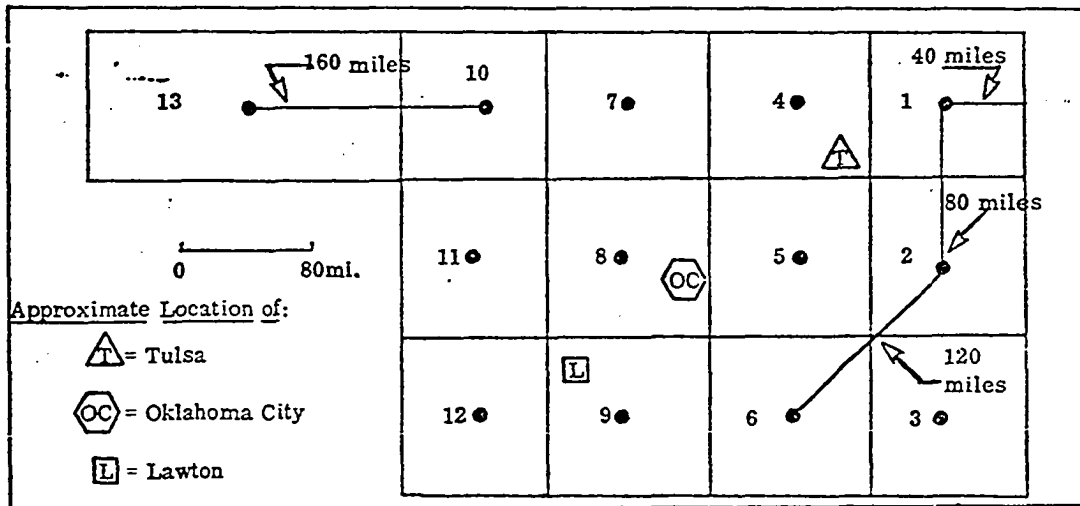 160 miles
40 miles
13
10
7
4
1
T
80 miles
11
8
5
2
OC
0 80mi.
Approximate Location of:
T = Tulsa
L
120
miles
OC = Oklahoma City
12
9
6
3
L = Lawton